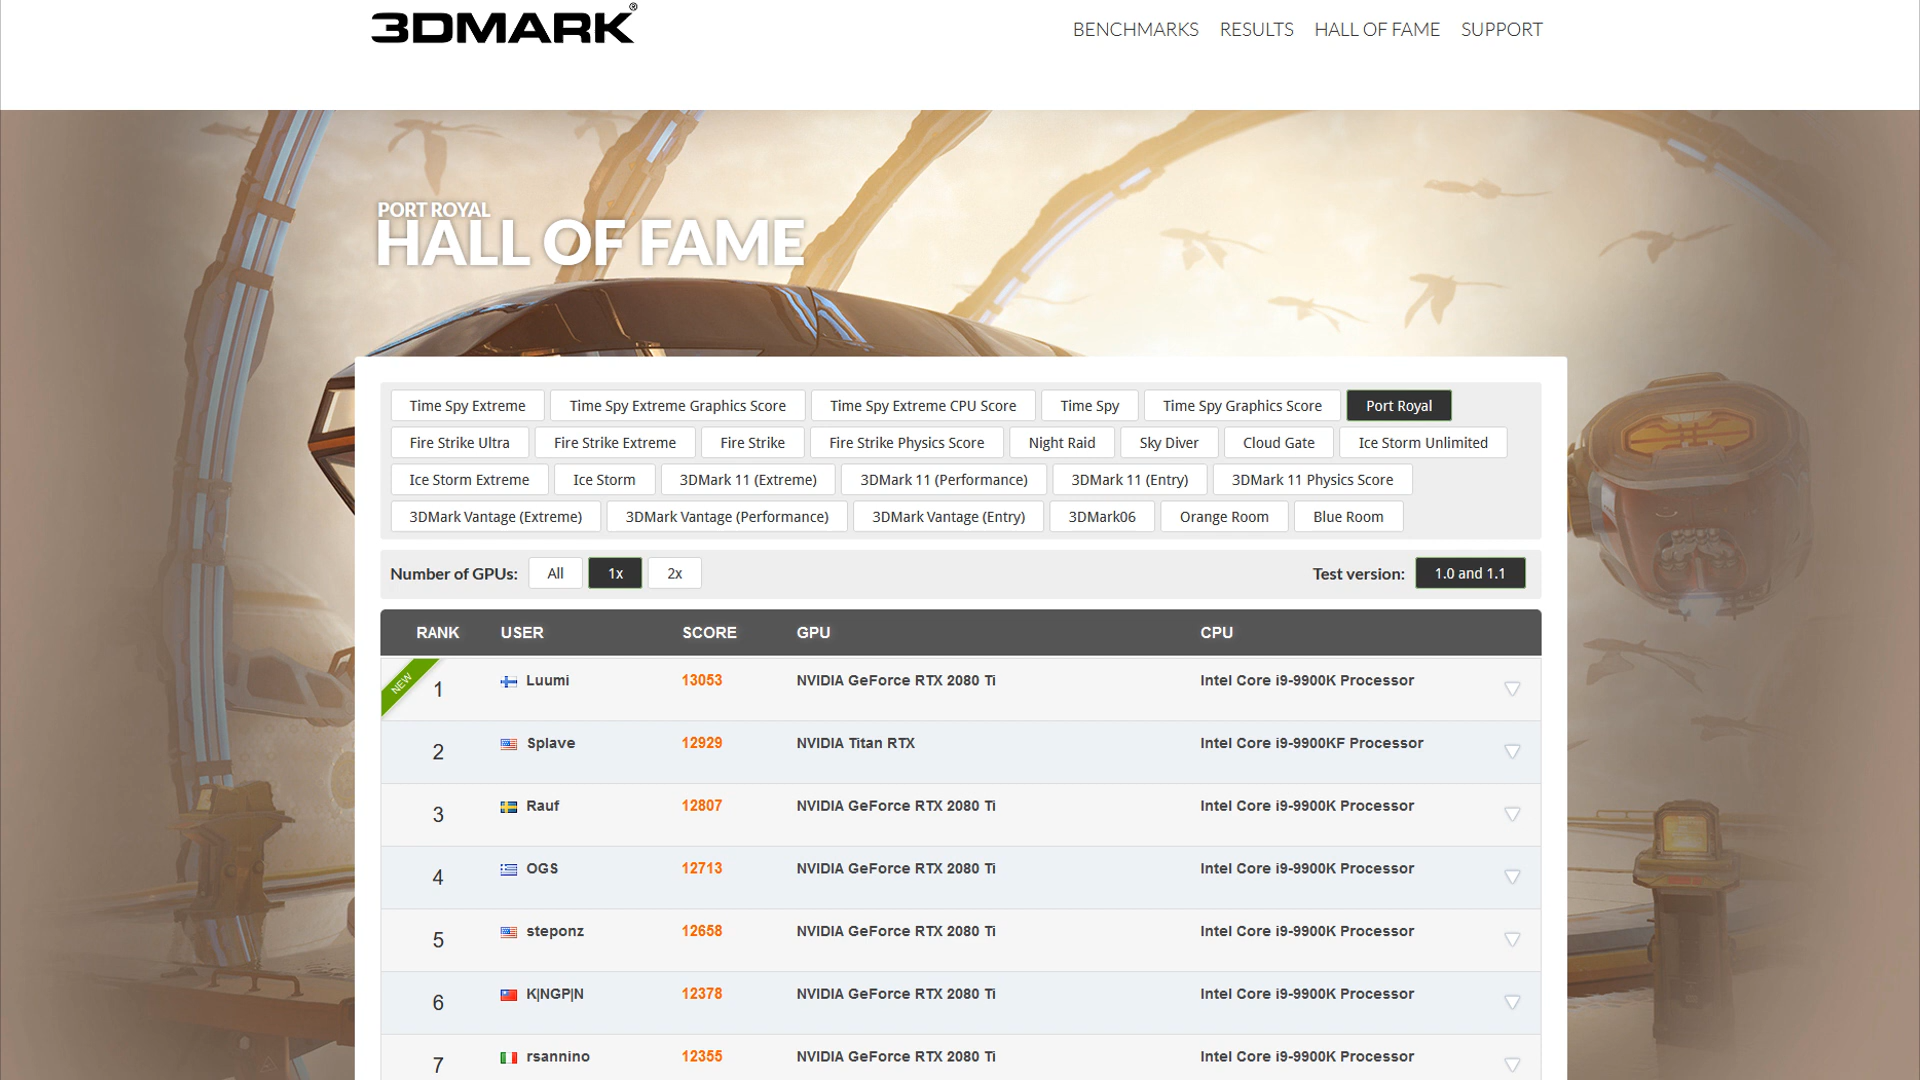 3DMARK®
BENCHMARKS RESULTS HALL OF FAME SUPPORT
PORT ROYAL
HALL OF FAME
Time Spy Extreme Time Spy Extreme Graphics Score Time Spy Extreme CPU Score Time Spy Time Spy Graphics Score Port Royal
Fire Strike Ultra Fire Strike Extreme Fire Strike Fire Strike Physics Score Night Raid Sky Diver Cloud Gate Ice Storm Unlimited
Ice Storm Extreme Ice Storm 3DMark 11 (Extreme) 3DMark 11 (Performance) 3DMark 11 (Entry) 3DMark 11 Physics Score
3DMark Vantage (Extreme) 3DMark Vantage (Performance) 3DMark Vantage (Entry) 3DMark06 Orange Room Blue Room
Number of GPUs: All 1x 2x Test version: 1.0 and 1.1
RANK USER SCORE GPU CPU
NEW 1 Luumi 13053 NVIDIA GeForce RTX 2080 Ti Intel Core i9-9900K Processor
2 Splave 12929 NVIDIA Titan RTX Intel Core i9-9900KF Processor
3 Rauf 12807 NVIDIA GeForce RTX 2080 Ti Intel Core i9-9900K Processor
4 OGS 12713 NVIDIA GeForce RTX 2080 Ti Intel Core i9-9900K Processor
5 steponz 12658 NVIDIA GeForce RTX 2080 Ti Intel Core i9-9900K Processor
6 K|NGP|N 12378 NVIDIA GeForce RTX 2080 Ti Intel Core i9-9900K Processor
7 rsannino 12355 NVIDIA GeForce RTX 2080 Ti Intel Core i9-9900K Processor